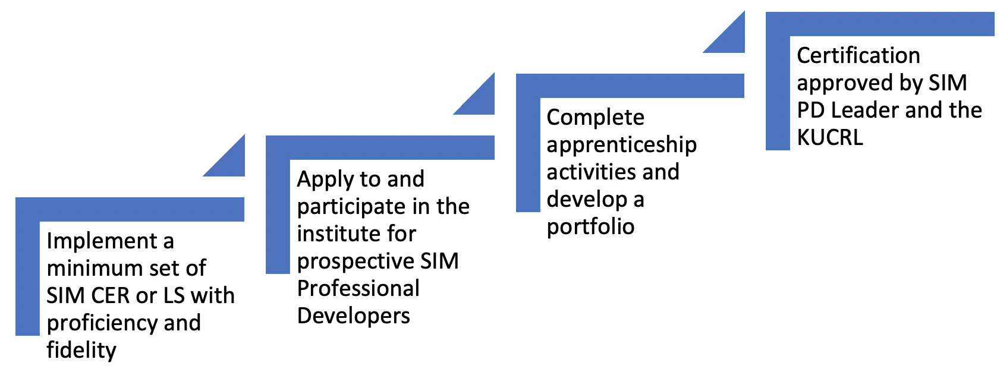 Implement a
minimum set of
SIM CER or LS with
proficiency and
fidelity
Apply to and
participate in the
institute for
prospective SIM
Professional
Developers
Complete
apprenticeship
activities and
develop a
portfolio
Certification
approved by SIM
PD Leader and the
KUCRL